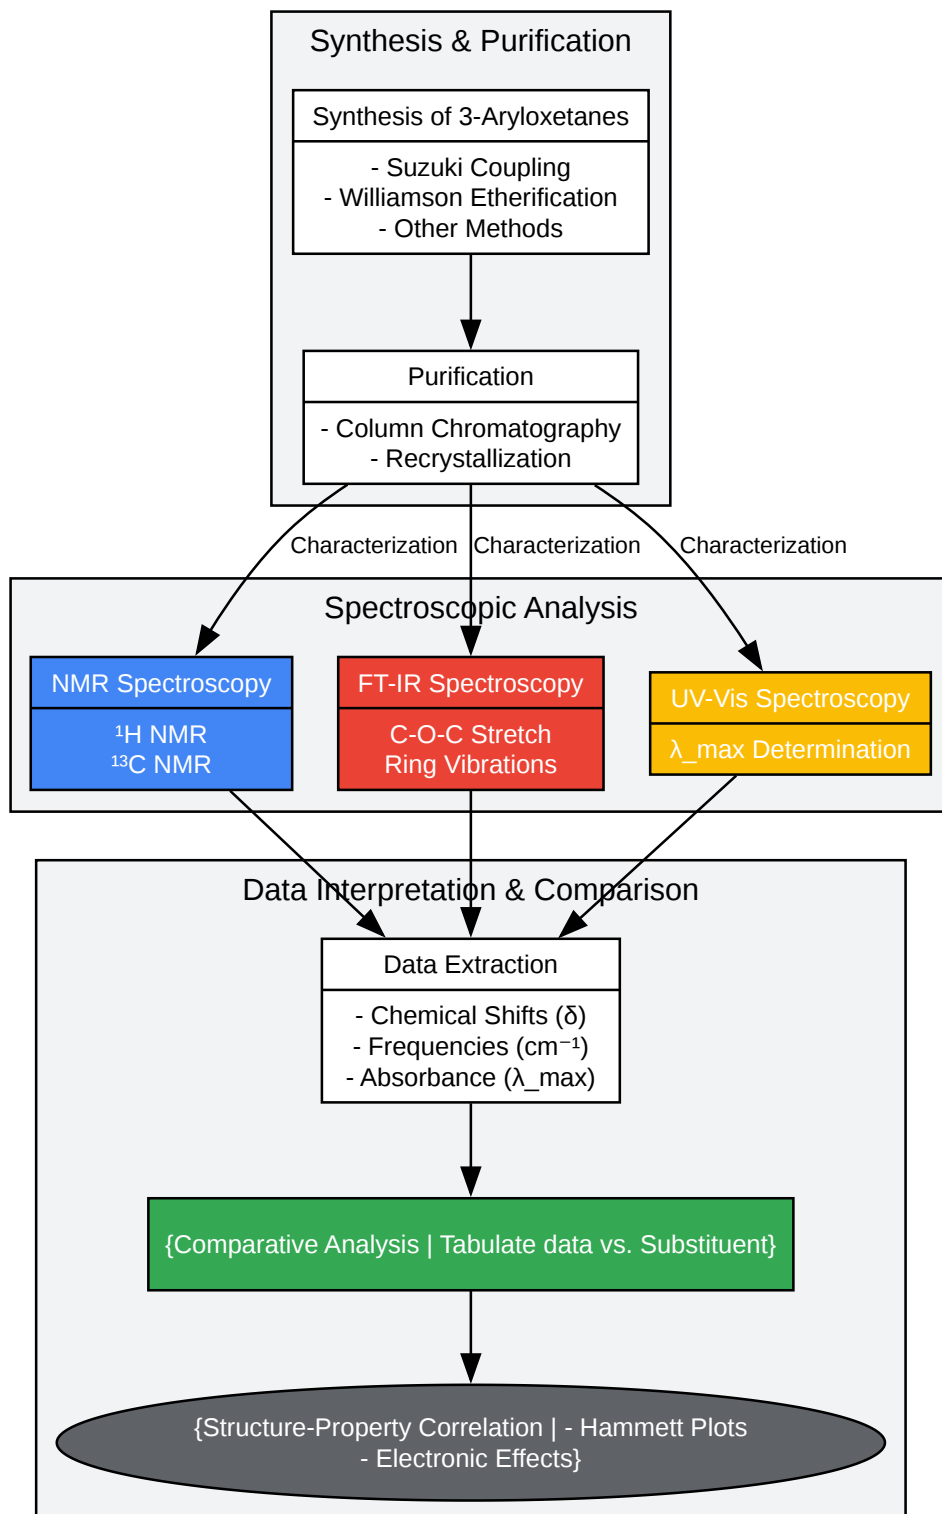 Synthesis & Purification
Synthesis of 3-Aryloxetanes
- Suzuki Coupling
- Williamson Etherification
- Other Methods
Purification
- Column Chromatography
- Recrystallization
Characterization
Characterization
Characterization
Spectroscopic Analysis
NMR Spectroscopy
¹H NMR
¹³C NMR
FT-IR Spectroscopy
C-O-C Stretch
Ring Vibrations
UV-Vis Spectroscopy
λ_max Determination
Data Interpretation & Comparison
Data Extraction
- Chemical Shifts (δ)
- Frequencies (cm⁻¹)
- Absorbance (λ_max)
{Comparative Analysis | Tabulate data vs. Substituent}
{Structure-Property Correlation | - Hammett Plots
- Electronic Effects}